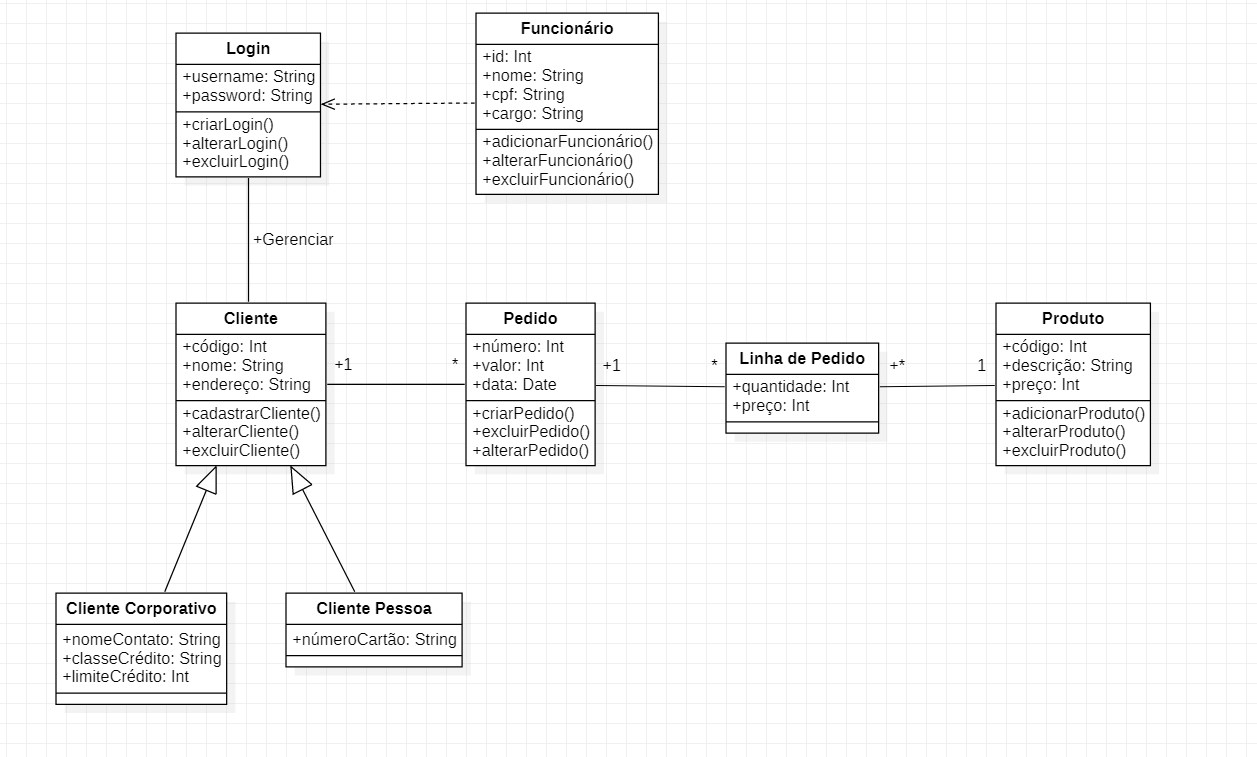 Login
+username: String
+password: String
+criarLogin()
+alterarLogin()
+excluirLogin()
Funcionário
+id: Int
+nome: String
+cpf: String
+cargo: String
+adicionarFuncionário()
+alterarFuncionário()
+excluirFuncionário()
+Gerenciar
Cliente
+código: Int
+nome: String
+endereço: String
+cadastrarCliente()
+alterarCliente()
+excluirCliente()
+1
*
Pedido
+número: Int
+valor: Int
+data: Date
+criarPedido()
+excluirPedido()
+alterarPedido()
+1
*
Linha de Pedido
+quantidade: Int
+preço: Int
+*
1
Produto
+código: Int
+descrição: String
+preço: Int
+adicionarProduto()
+alterarProduto()
+excluirProduto()
Cliente Corporativo
+nomeContato: String
+classeCrédito: String
+limiteCrédito: Int
Cliente Pessoa
+númeroCartão: String